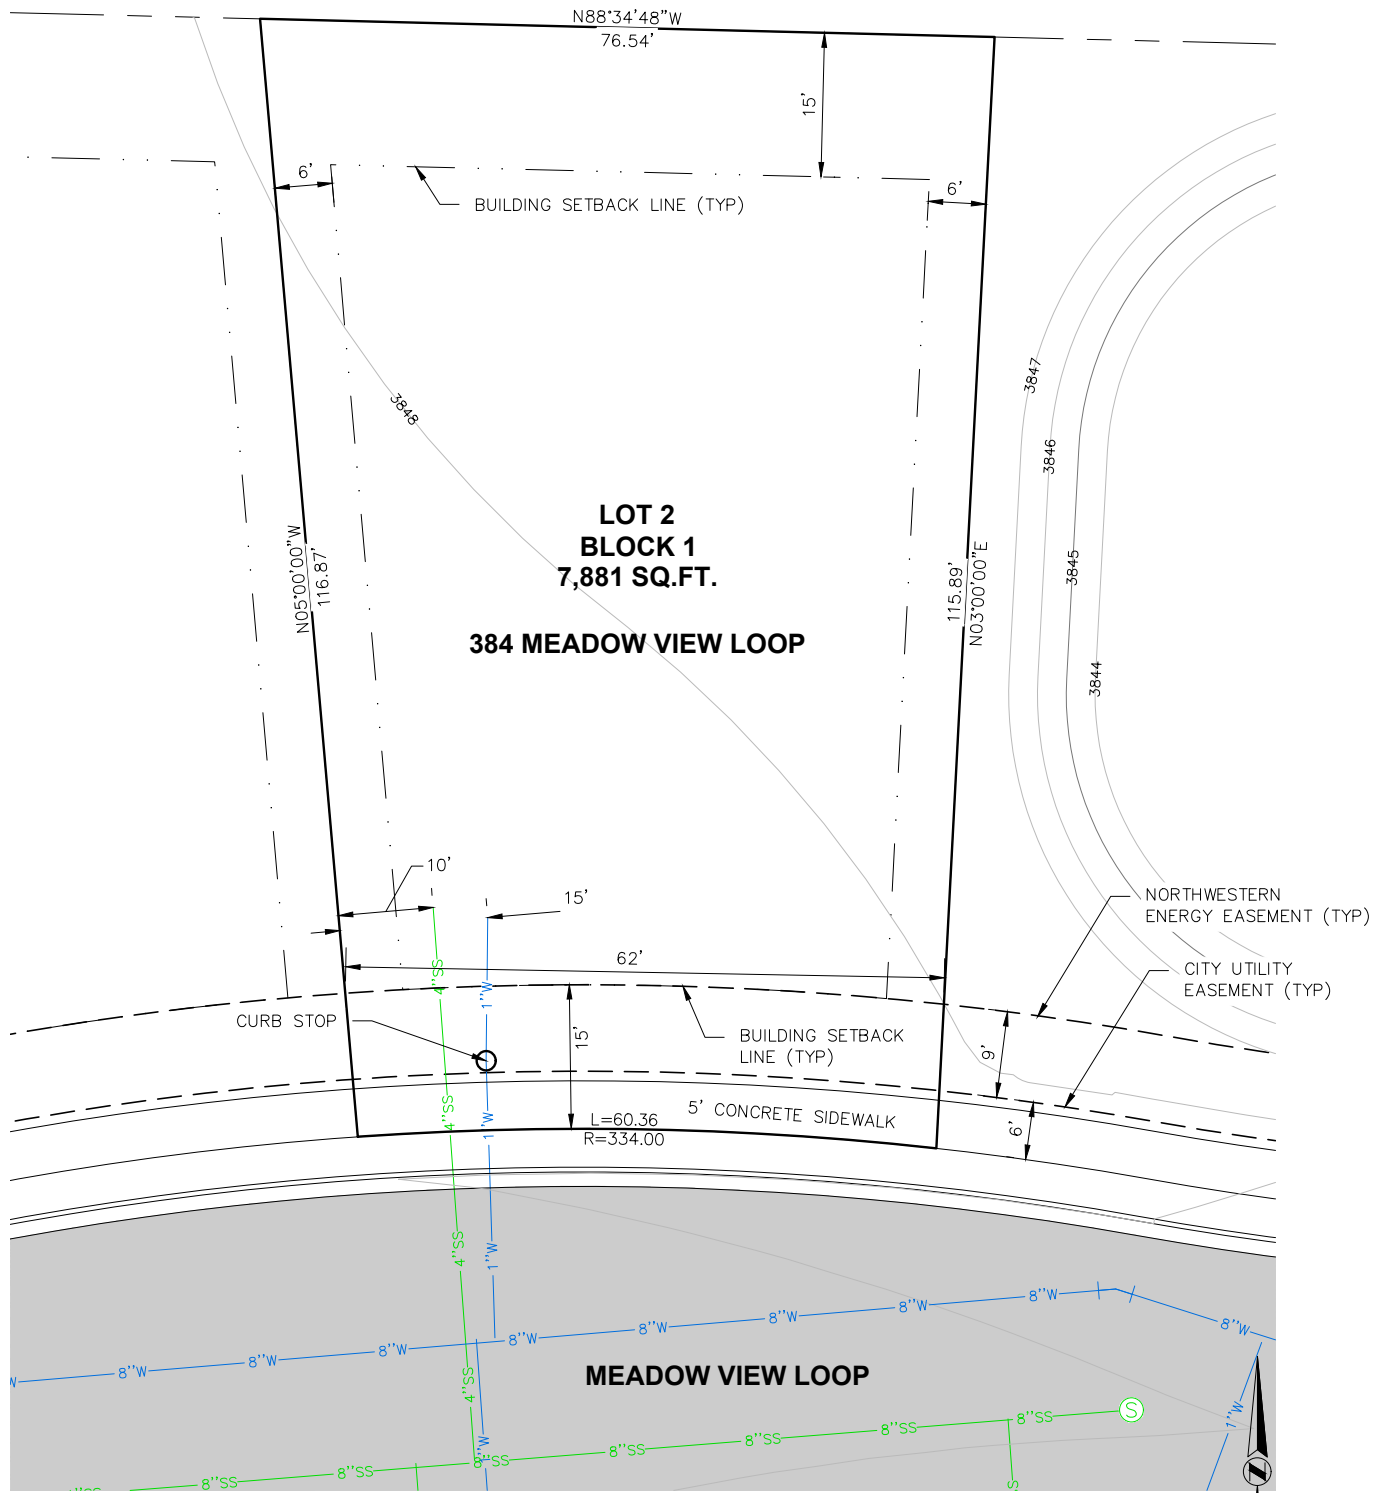 N88°34'48"W
76.54'
15'
6'
6'
BUILDING SETBACK LINE (TYP)
3848
3847
3846
3845
3844
LOT 2
BLOCK 1
7,881 SQ.FT.
384 MEADOW VIEW LOOP
N05°00'00"W
116.87'
115.89'
N03°00'00"E
10'
15'
62'
NORTHWESTERN
ENERGY EASEMENT (TYP)
CITY UTILITY
EASEMENT (TYP)
4"SS
1"W
CURB STOP
15'
BUILDING SETBACK
LINE (TYP)
9'
6'
4"SS
1"W
5' CONCRETE SIDEWALK
L=60.36
R=334.00
4"SS
1"W
8"W
8"W
8"W
8"W
8"W
8"W
8"W
8"W
8"W
W
4"SS
MEADOW VIEW LOOP
1"W
S
1"W
8"SS
8"SS
8"SS
8"SS
8"SS
8"SS
8"SS
"SS
S
Z